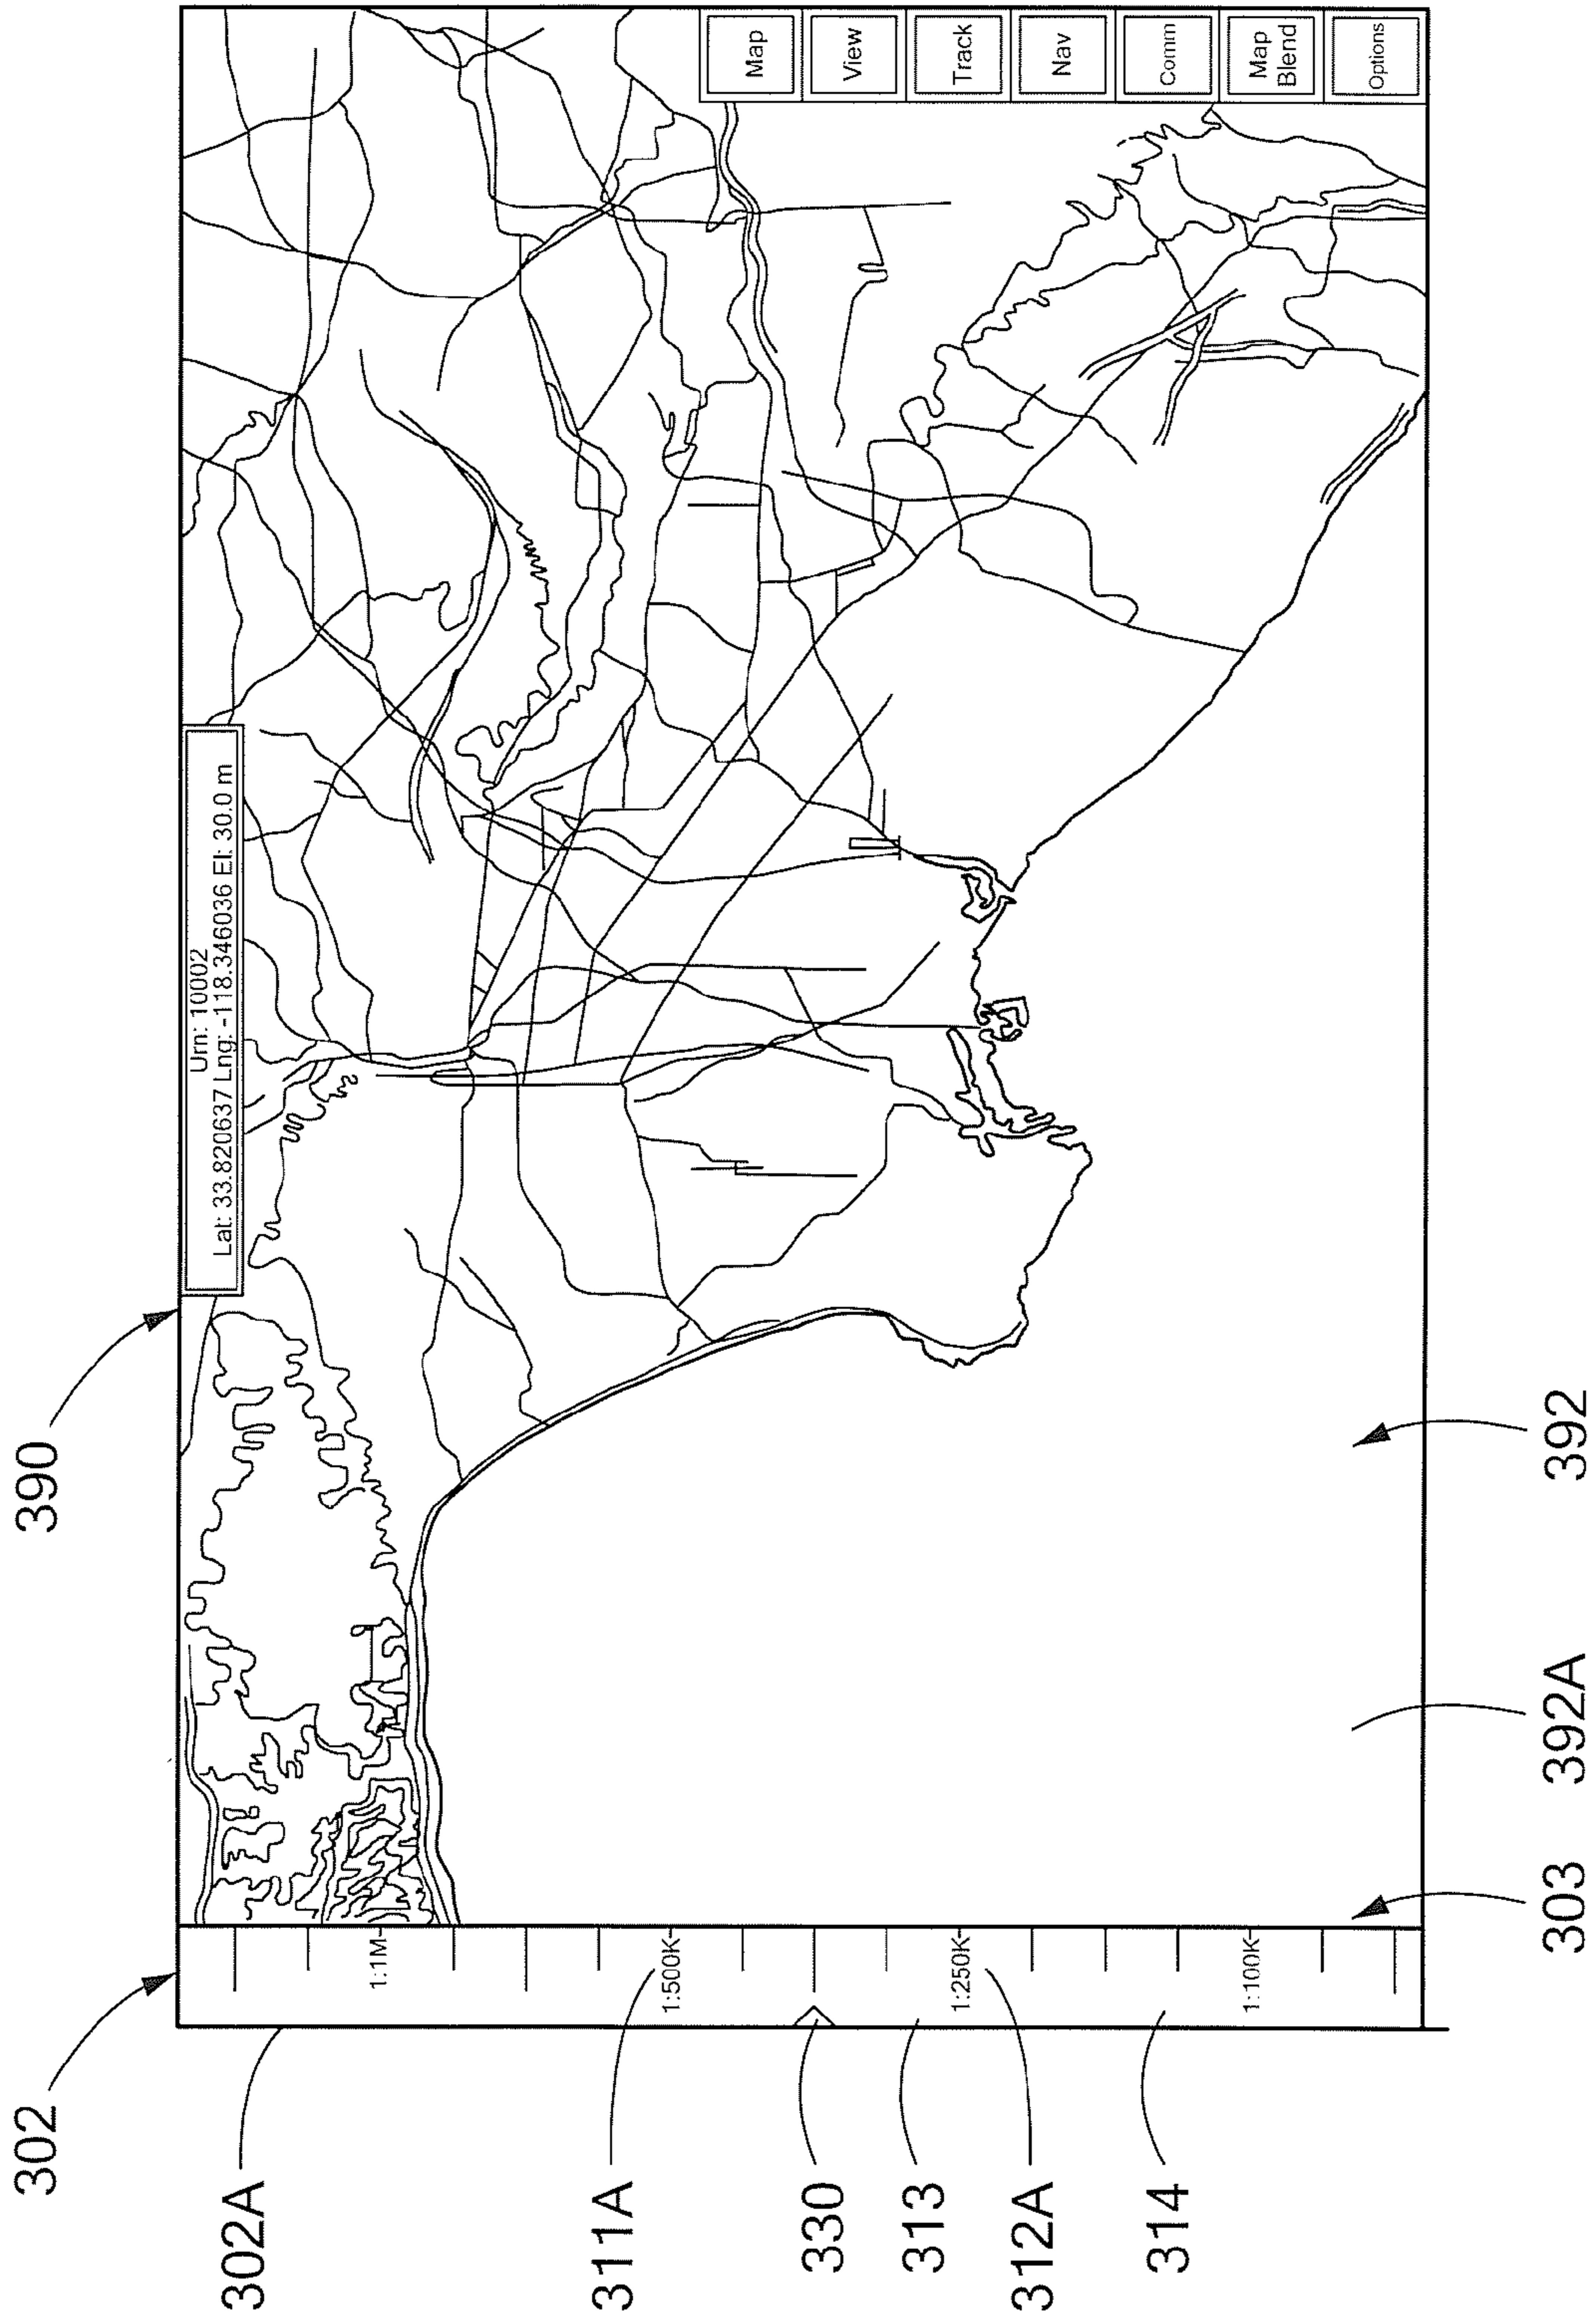 390
Urn: 10002
Lat: 33.820637 Lng: -118.346036 El: 30.0 m
302
302A
1:1M
311A
1:500K
330
313
1:250K
312A
314
1:100K
Map
View
Track
Nav
Comm
Map
Blend
Options
303
392A
392